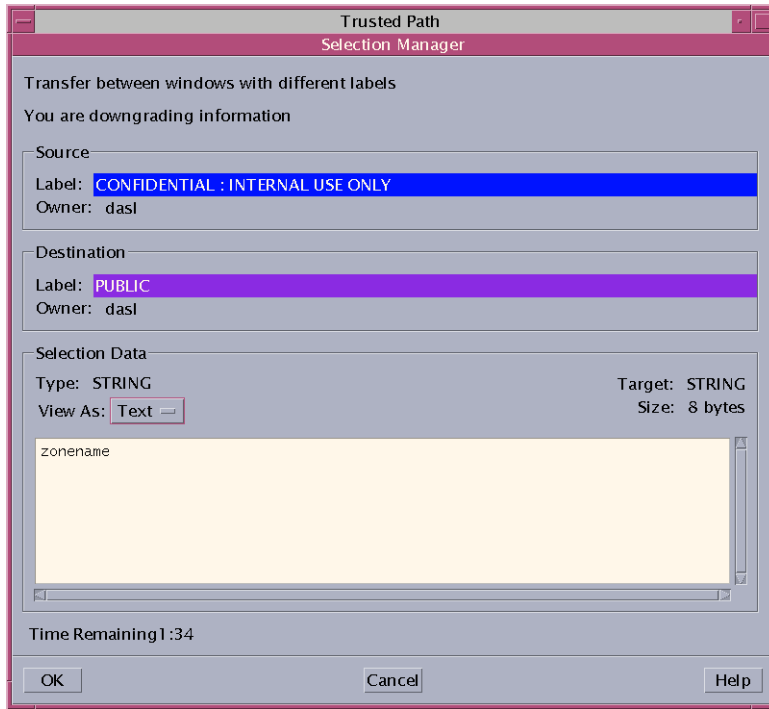 Trusted Path
Selection Manager
Transfer between windows with different labels
You are downgrading information
Source
Label: CONFIDENTIAL : INTERNAL USE ONLY
Owner: dasl
Destination
Label: PUBLIC
Owner: dasl
Selection Data
Type: STRING Target: STRING
View As: Text Size: 8 bytes
zonename
Time Remaining1:34
OK Cancel Help